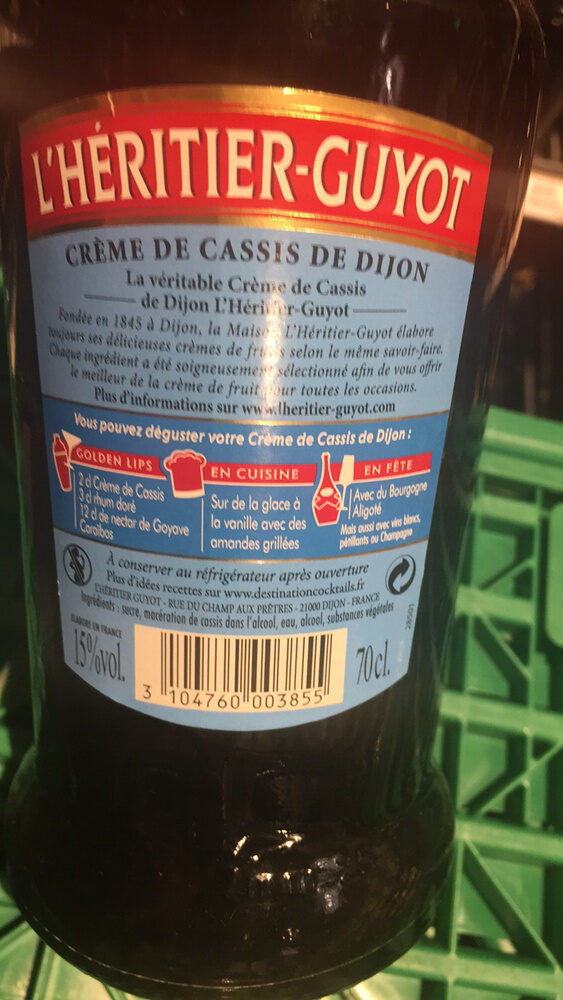 L'HÉRITIER-GUYOT
CRÈME DE CASSIS DE DIJON
La véritable Crème de Cassis
de Dijon L'Héritier-Guyot
Fondée en 1845 à Dijon, la Maison L'Héritier-Guyot élabore
toujours ses délicieuses crèmes de fruits selon le même savoir-faire.
Chaque ingrédient a été soigneusement sélectionné afin de vous offrir
le meilleur de la crème de fruit pour toutes les occasions.
Plus d'informations sur www.lheritier-guyot.com
Vous pouvez déguster votre Crème de Cassis de Dijon :
GOLDEN LIPS
2 cl Crème de Cassis
3 cl rhum doré
12 cl de nectar de Goyave
Caraïbos
EN CUISINE
Sur de la glace à
la vanille avec des
amandes grillées
EN FÊTE
Avec du Bourgogne
Aligoté
Mais aussi avec vins blancs,
pétillants ou Champagne
À conserver au réfrigérateur après ouverture
Plus d'idées recettes sur www.destinationcocktails.fr
L'HÉRITIER GUYOT - RUE DU CHAMP AUX PRÊTRES - 21000 DIJON - FRANCE
Ingrédients : sucre, macération de cassis dans l'alcool, eau, alcool, substances végétales
ELABORÉ EN FRANCE
15%vol.
70cl.
3 104760 003855